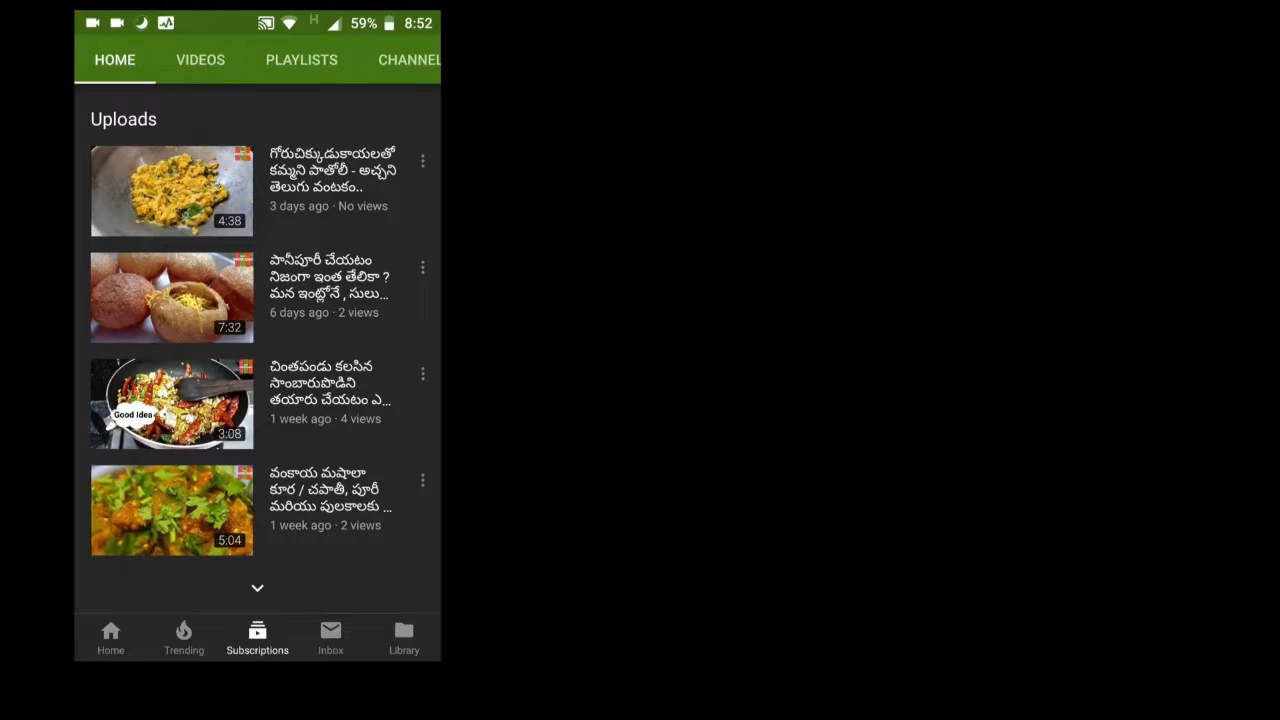 H 59% 8:52
HOME VIDEOS PLAYLISTS CHANNEL
Uploads
గోరుచిక్కుడుకాయలతో
కమ్మని పాతోలీ - అచ్చని
తెలుగు వంటకం..
3 days ago · No views
4:38
పానీపూరీ చేయటం
నిజంగా ఇంత తేలికా ?
మన ఇంట్లోనే , సులు...
6 days ago · 2 views
7:32
చింతపండు కలసిన
సాంబారుపొడిని
తయారు చేయటం ఎ...
1 week ago · 4 views
Good Idea
3:08
వంకాయ మషాలా
కూర / చపాతీ, పూరీ
మరియు పులకాలకు ...
1 week ago · 2 views
5:04
Home Trending Subscriptions Inbox Library